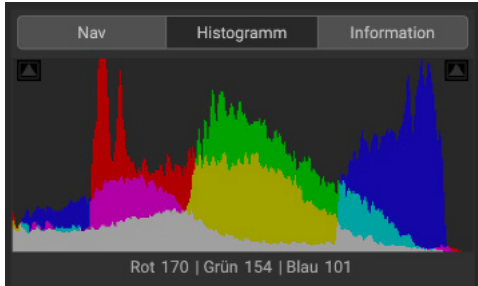 Nav Histogramm Information
Rot 170 | Grün 154 | Blau 101